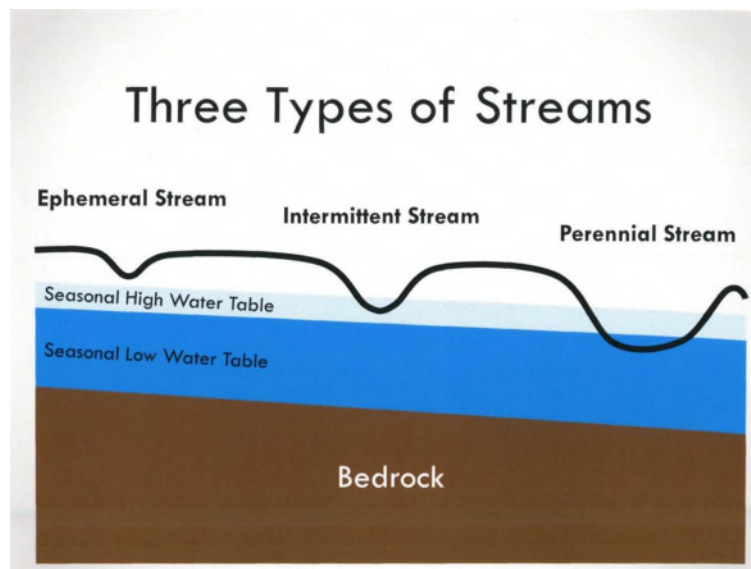 Three Types of Streams
Ephemeral Stream
Intermittent Stream
Perennial Stream
Seasonal High Water Table
Seasonal Low Water Table
Bedrock